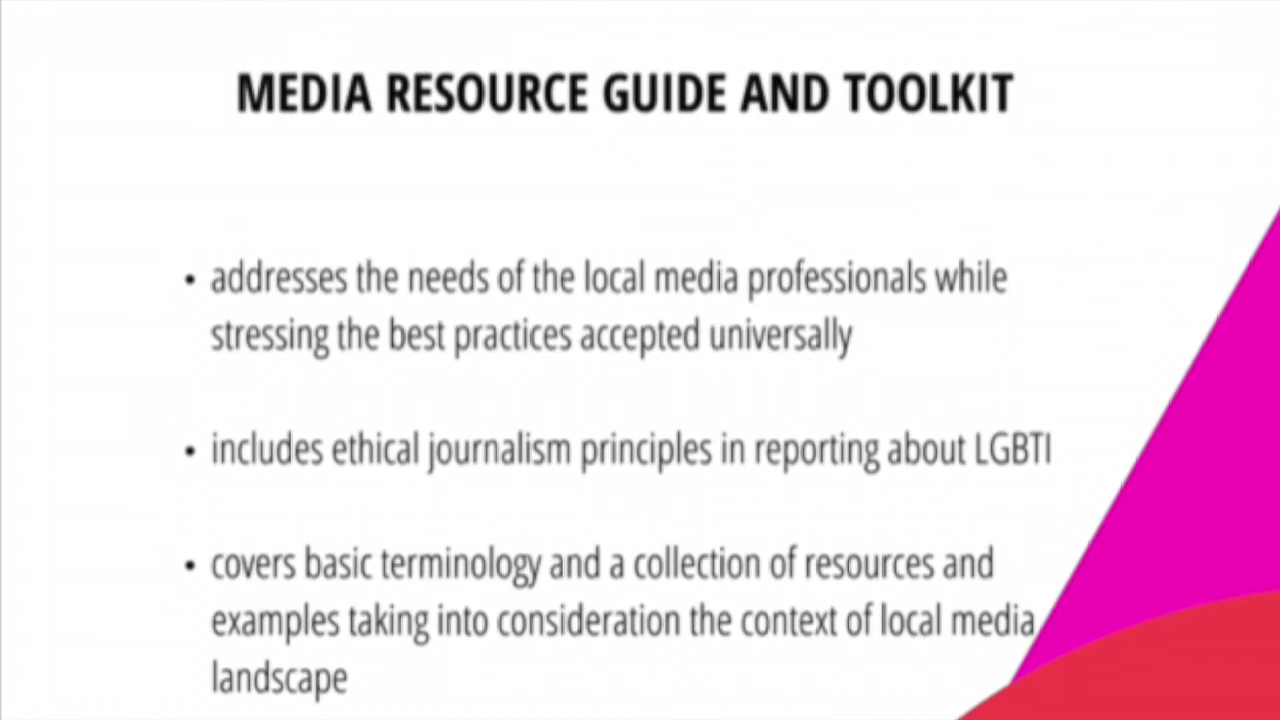 MEDIA RESOURCE GUIDE AND TOOLKIT
• addresses the needs of the local media professionals while
stressing the best practices accepted universally
• includes ethical journalism principles in reporting about LGBTI
• covers basic terminology and a collection of resources and
examples taking into consideration the context of local media
landscape